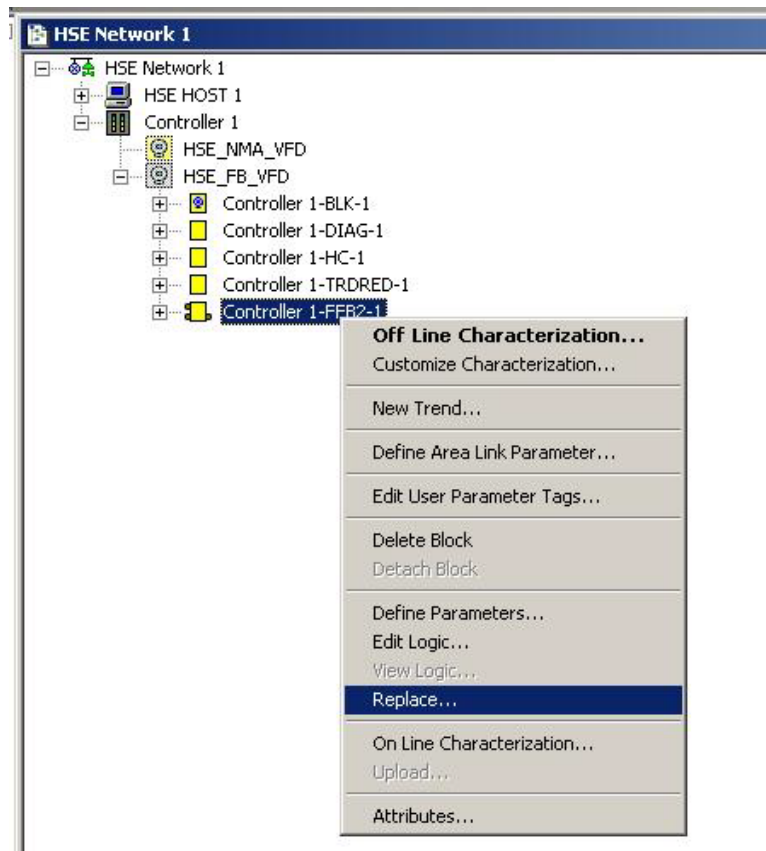 HSE Network 1
HSE Network 1
HSE HOST 1
Controller 1
HSE_NMA_VFD
HSE_FB_VFD
Controller 1-BLK-1
Controller 1-DIAG-1
Controller 1-HC-1
Controller 1-TRDRED-1
Controller 1-FFB2-1
Off Line Characterization...
Customize Characterization...
New Trend...
Define Area Link Parameter...
Edit User Parameter Tags...
Delete Block
Detach Block
Define Parameters...
Edit Logic...
View Logic...
Replace...
On Line Characterization...
Upload...
Attributes...